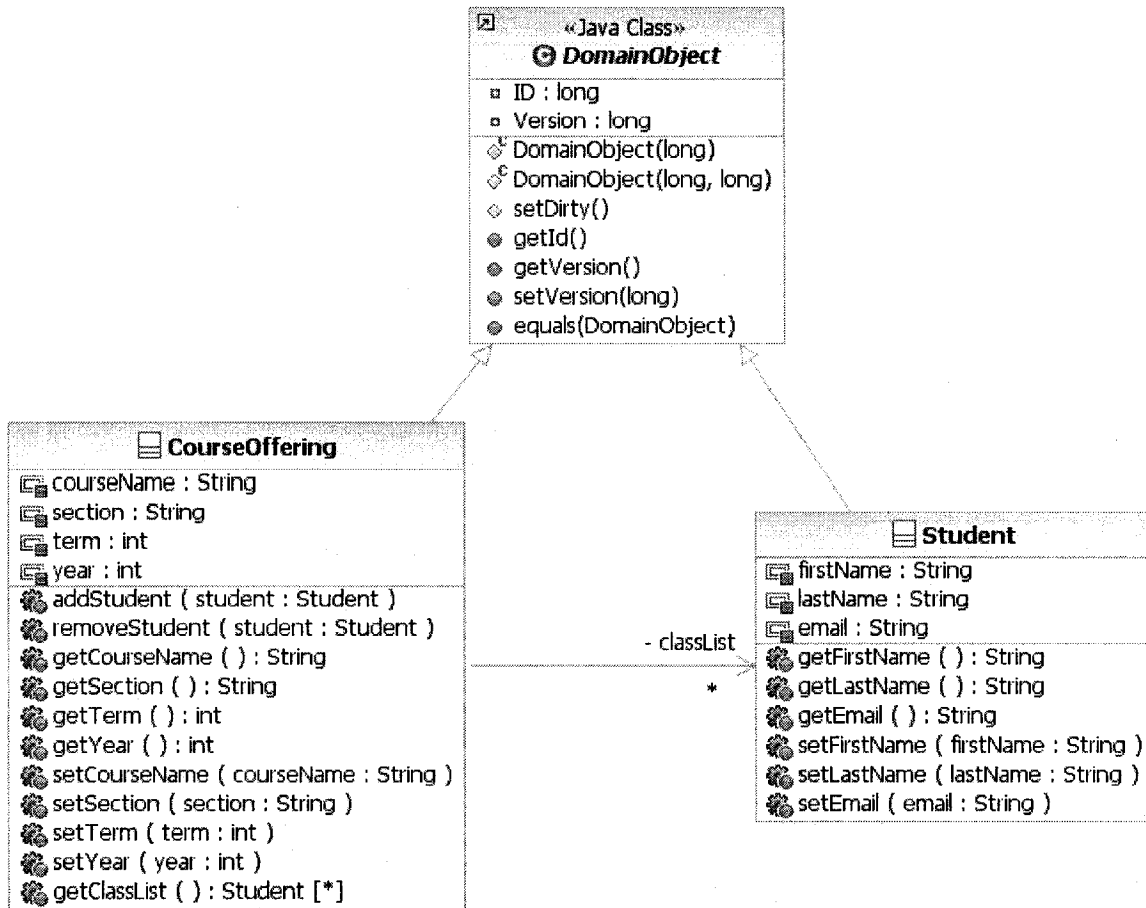 «Java Class»
DomainObject
ID : long
Version : long
DomainObject(long)
DomainObject(long, long)
setDirty()
getId()
getVersion()
setVersion(long)
equals(DomainObject)
CourseOffering
courseName : String
section : String
term : int
year : int
addStudent ( student : Student )
removeStudent ( student : Student )
getCourseName ( ) : String
getSection ( ) : String
getTerm ( ) : int
getYear ( ) : int
setCourseName ( courseName : String )
setSection ( section : String )
setTerm ( term : int )
setYear ( year : int )
getClassList ( ) : Student [*]
- classList
*
Student
firstName : String
lastName : String
email : String
getFirstName ( ) : String
getLastName ( ) : String
getEmail ( ) : String
setFirstName ( firstName : String )
setLastName ( lastName : String )
setEmail ( email : String )